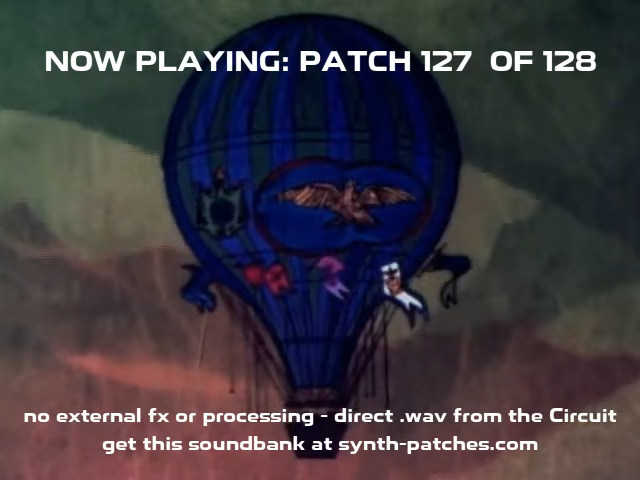 NOW PLAYING: PATCH 127 OF 128
no external fx or processing - direct .wav from the Circuit
get this soundbank at synth-patches.com